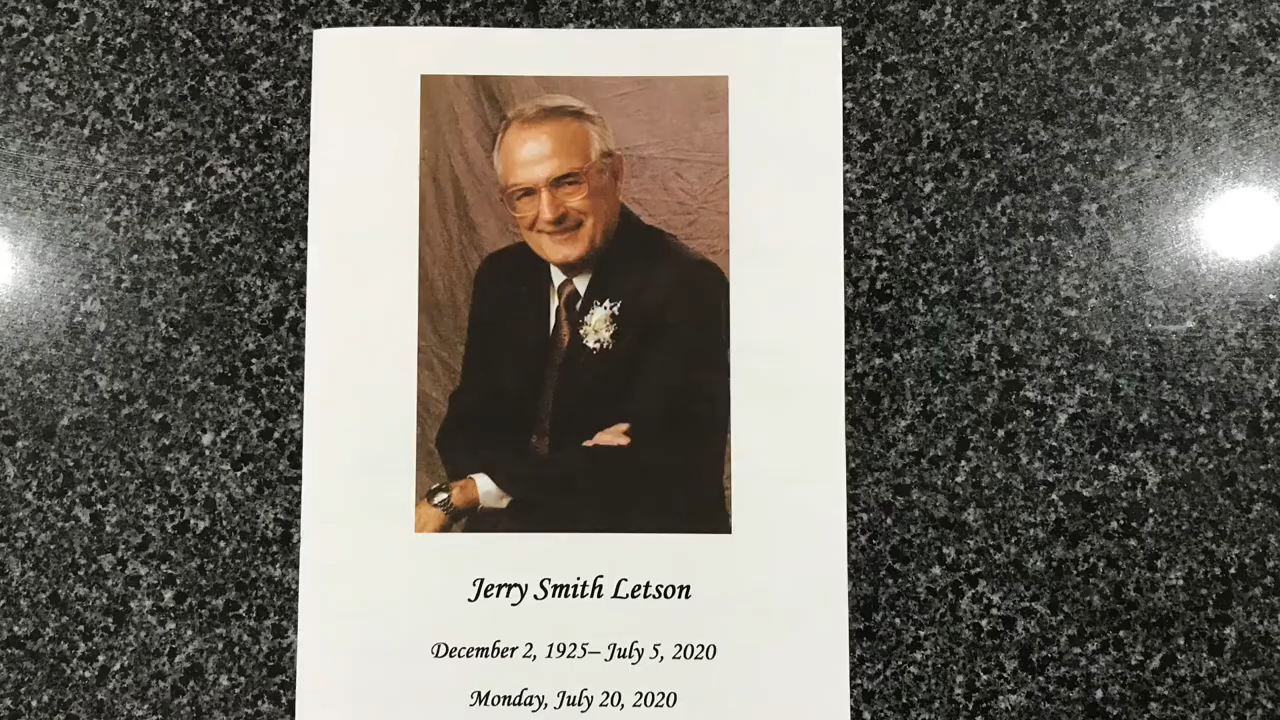 Jerry Smith Letson
December 2, 1925– July 5, 2020
Monday, July 20, 2020